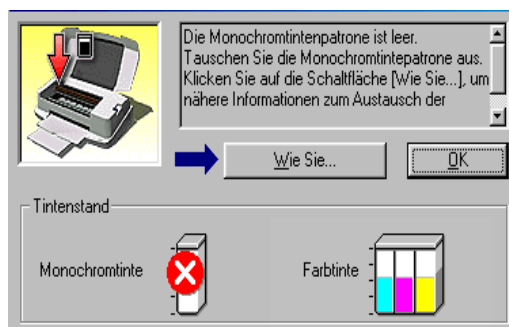 Die Monochromtintenpatrone ist leer.
Tauschen Sie die Monochromtintepatrone aus.
Klicken Sie auf die Schaltfläche [Wie Sie...], um
nähere Informationen zum Austausch der
Wie Sie...
OK
Tintenstand
Monochromtinte
Farbtinte